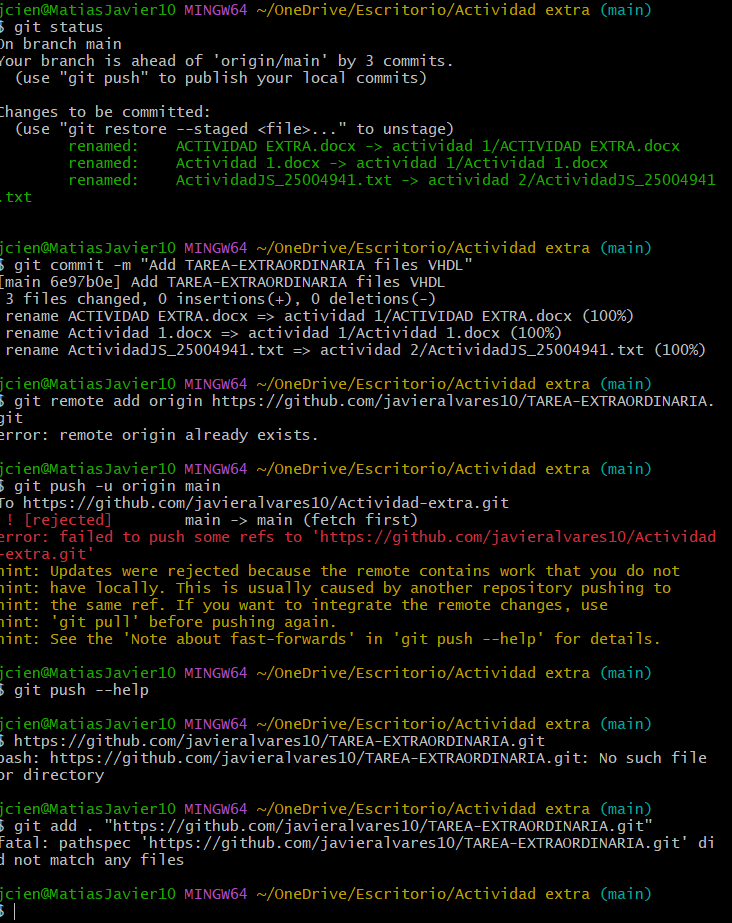 jcien@MatiasJavier10 MINGW64 ~/OneDrive/Escritorio/Actividad extra (main)
$ git status
On branch main
Your branch is ahead of 'origin/main' by 3 commits.
  (use "git push" to publish your local commits)

Changes to be committed:
  (use "git restore --staged <file>..." to unstage)
        renamed:    ACTIVIDAD EXTRA.docx -> actividad 1/ACTIVIDAD EXTRA.docx
        renamed:    Actividad 1.docx -> actividad 1/Actividad 1.docx
        renamed:    ActividadJS_25004941.txt -> actividad 2/ActividadJS_25004941
.txt

jcien@MatiasJavier10 MINGW64 ~/OneDrive/Escritorio/Actividad extra (main)
$ git commit -m "Add TAREA-EXTRAORDINARIA files VHDL"
[main 6e97b0e] Add TAREA-EXTRAORDINARIA files VHDL
 3 files changed, 0 insertions(+), 0 deletions(-)
 rename ACTIVIDAD EXTRA.docx => actividad 1/ACTIVIDAD EXTRA.docx (100%)
 rename Actividad 1.docx => actividad 1/Actividad 1.docx (100%)
 rename ActividadJS_25004941.txt => actividad 2/ActividadJS_25004941.txt (100%)

jcien@MatiasJavier10 MINGW64 ~/OneDrive/Escritorio/Actividad extra (main)
$ git remote add origin https://github.com/javieralvares10/TAREA-EXTRAORDINARIA.
git
error: remote origin already exists.

jcien@MatiasJavier10 MINGW64 ~/OneDrive/Escritorio/Actividad extra (main)
$ git push -u origin main
To https://github.com/javieralvares10/Actividad-extra.git
 ! [rejected]        main -> main (fetch first)
error: failed to push some refs to 'https://github.com/javieralvares10/Actividad
-extra.git'
hint: Updates were rejected because the remote contains work that you do not
hint: have locally. This is usually caused by another repository pushing to
hint: the same ref. If you want to integrate the remote changes, use
hint: 'git pull' before pushing again.
hint: See the 'Note about fast-forwards' in 'git push --help' for details.

jcien@MatiasJavier10 MINGW64 ~/OneDrive/Escritorio/Actividad extra (main)
$ git push --help

jcien@MatiasJavier10 MINGW64 ~/OneDrive/Escritorio/Actividad extra (main)
$ https://github.com/javieralvares10/TAREA-EXTRAORDINARIA.git
bash: https://github.com/javieralvares10/TAREA-EXTRAORDINARIA.git: No such file
or directory

jcien@MatiasJavier10 MINGW64 ~/OneDrive/Escritorio/Actividad extra (main)
$ git add . "https://github.com/javieralvares10/TAREA-EXTRAORDINARIA.git"
fatal: pathspec 'https://github.com/javieralvares10/TAREA-EXTRAORDINARIA.git' di
d not match any files

jcien@MatiasJavier10 MINGW64 ~/OneDrive/Escritorio/Actividad extra (main)
$